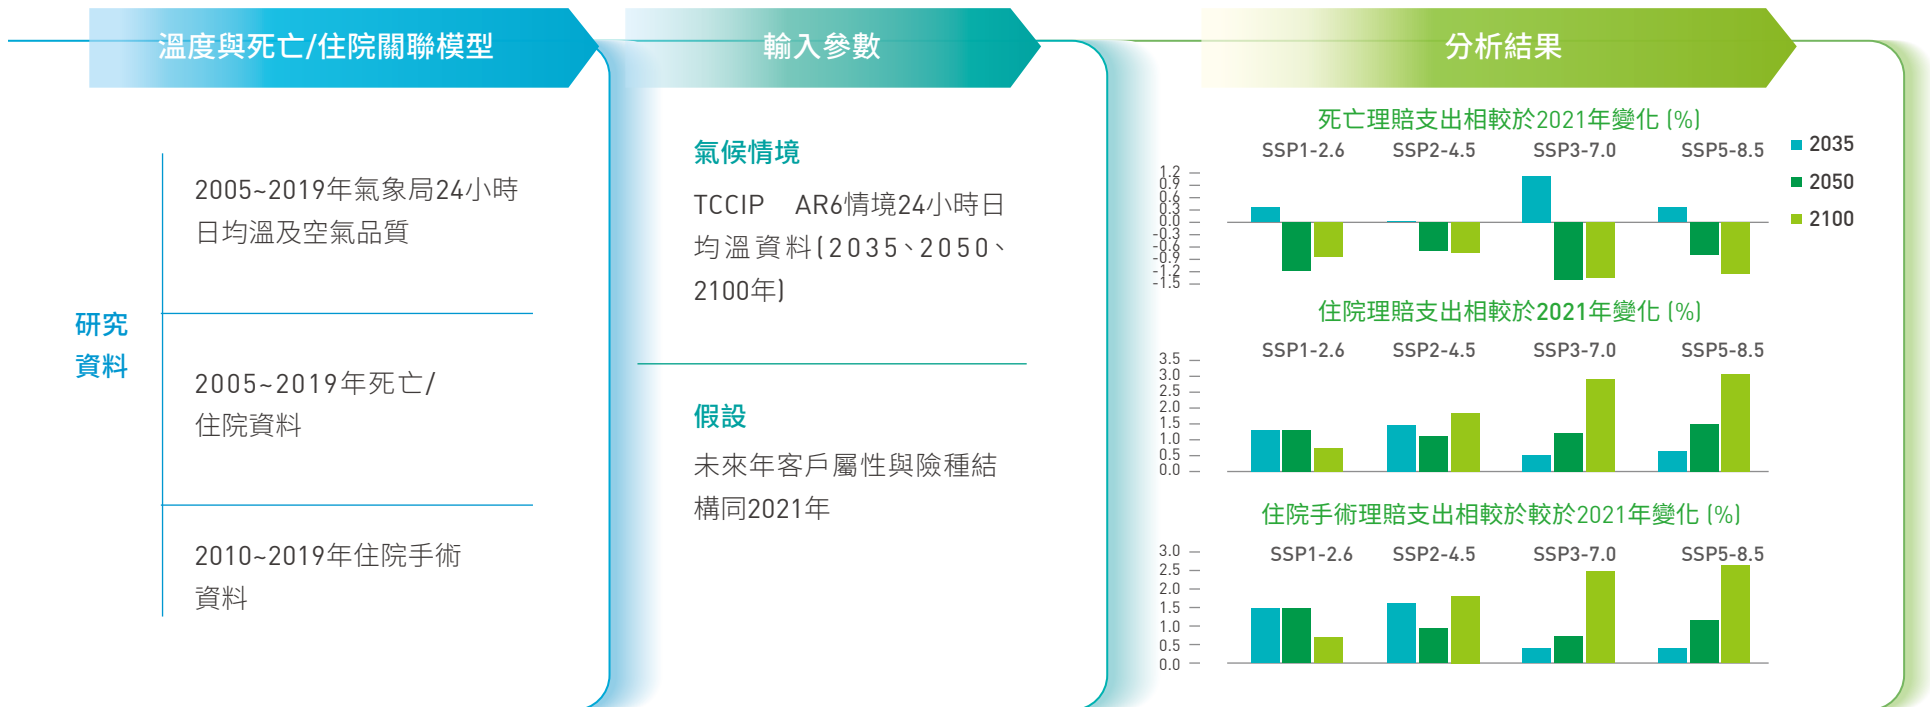 溫度與死亡/住院關聯模型
研究
資料
2005~2019年氣象局24小時
日均溫及空氣品質
2005~2019年死亡/
住院資料
2010~2019年住院手術
資料
輸入參數
氣候情境
TCCIP AR6情境24小時日
均溫資料(2035、2050、
2100年)
假設
未來年客戶屬性與險種結
構同2021年
分析結果
死亡理賠支出相較於2021年變化 (%)
SSP1-2.6 SSP2-4.5 SSP3-7.0 SSP5-8.5
2035
2050
2100
1.2
0.9
0.6
0.3
0.0
-0.3
-0.6
-0.9
-1.2
-1.5
住院理賠支出相較於2021年變化 (%)
SSP1-2.6 SSP2-4.5 SSP3-7.0 SSP5-8.5
3.5
3.0
2.5
2.0
1.5
1.0
0.5
0.0
住院手術理賠支出相較於較於2021年變化 (%)
SSP1-2.6 SSP2-4.5 SSP3-7.0 SSP5-8.5
3.0
2.5
2.0
1.5
1.0
0.5
0.0